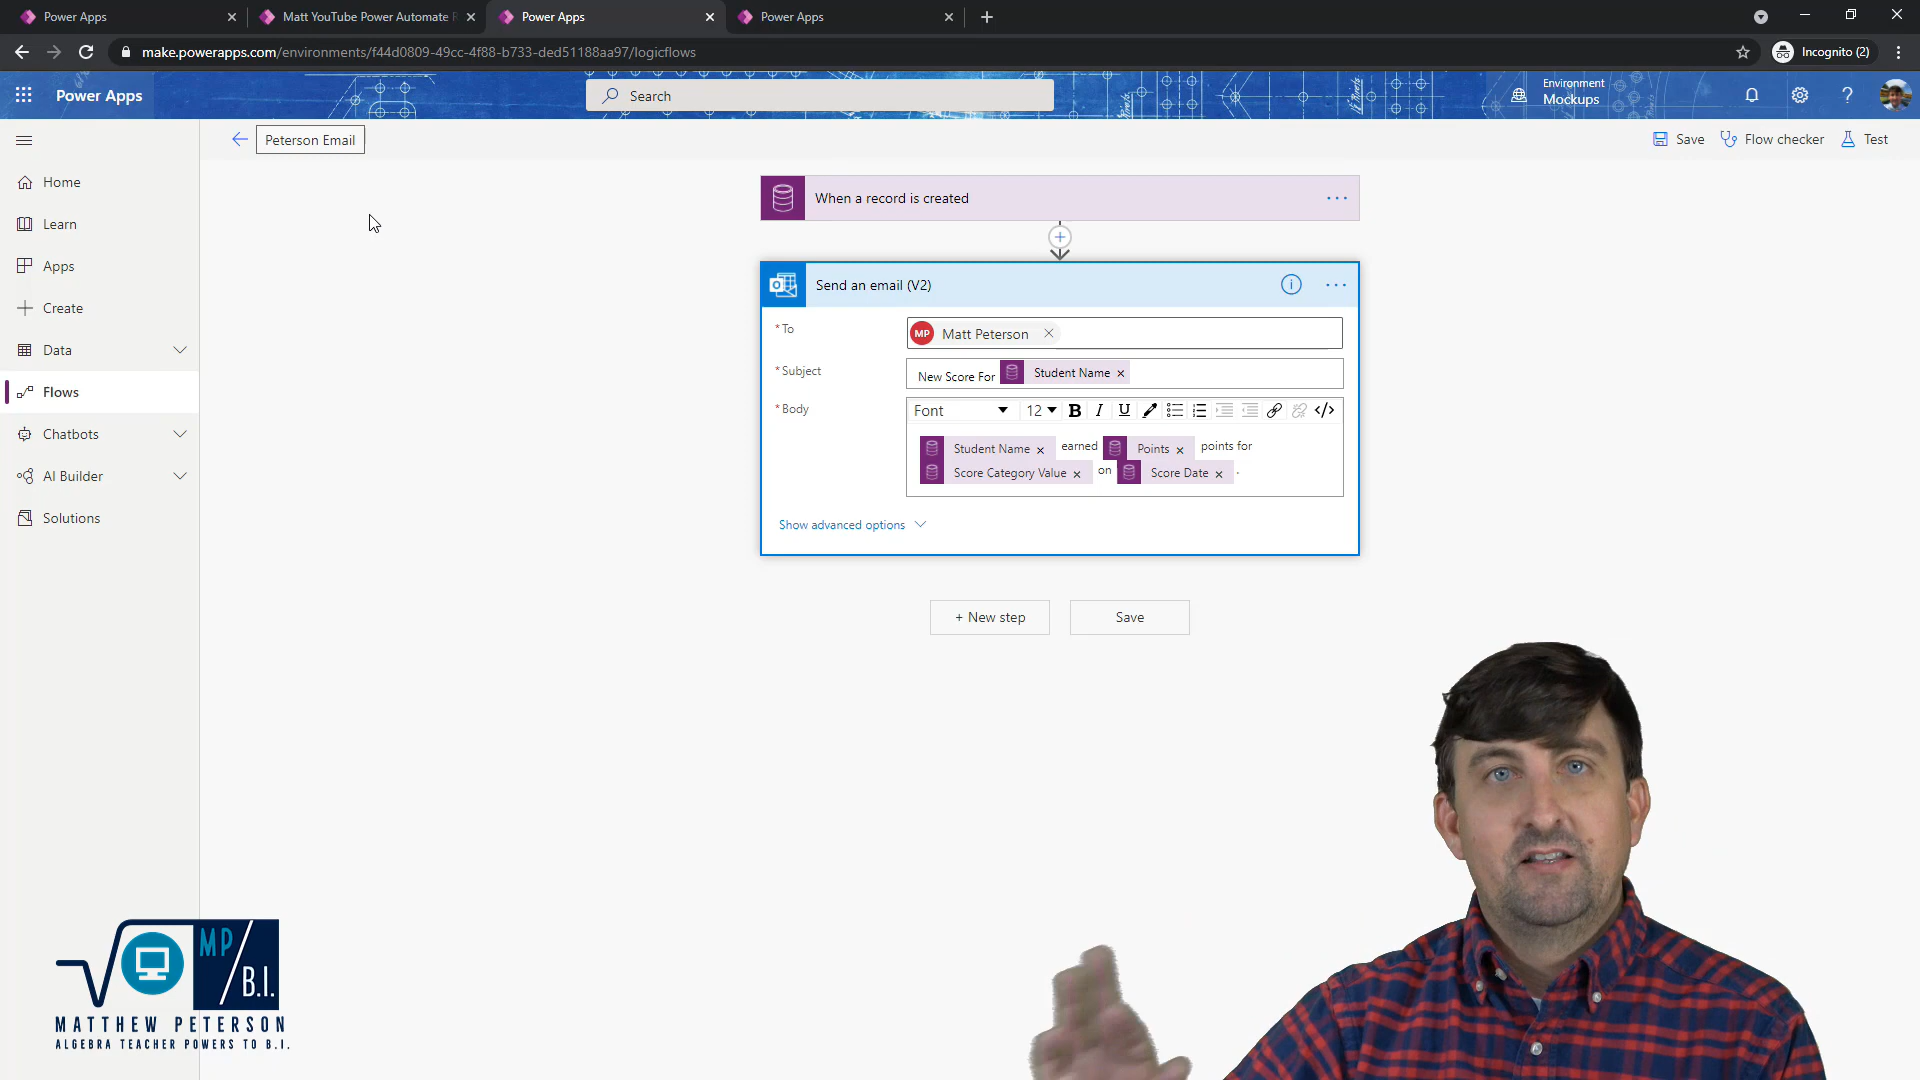 Power Apps
Matt YouTube Power Automate
Power Apps
Power Apps
make.powerapps.com/environments/f44d0809-49cc-4f88-b733-ded51188aa97/logicflows
Incognito (2)
Power Apps
Search
Environment
Mockups
Peterson Email
Save
Flow checker
Test
Home
Learn
Apps
Create
Data
Flows
Chatbots
AI Builder
Solutions
When a record is created
Send an email (V2)
* To
MP Matt Peterson
* Subject
New Score For Student Name
* Body
Font 12 B I U </>
Student Name earned Points points for
Score Category Value on Score Date .
Show advanced options
+ New step
Save
MP/B.I.
MATTHEW PETERSON
ALGEBRA TEACHER POWERS TO B.I.